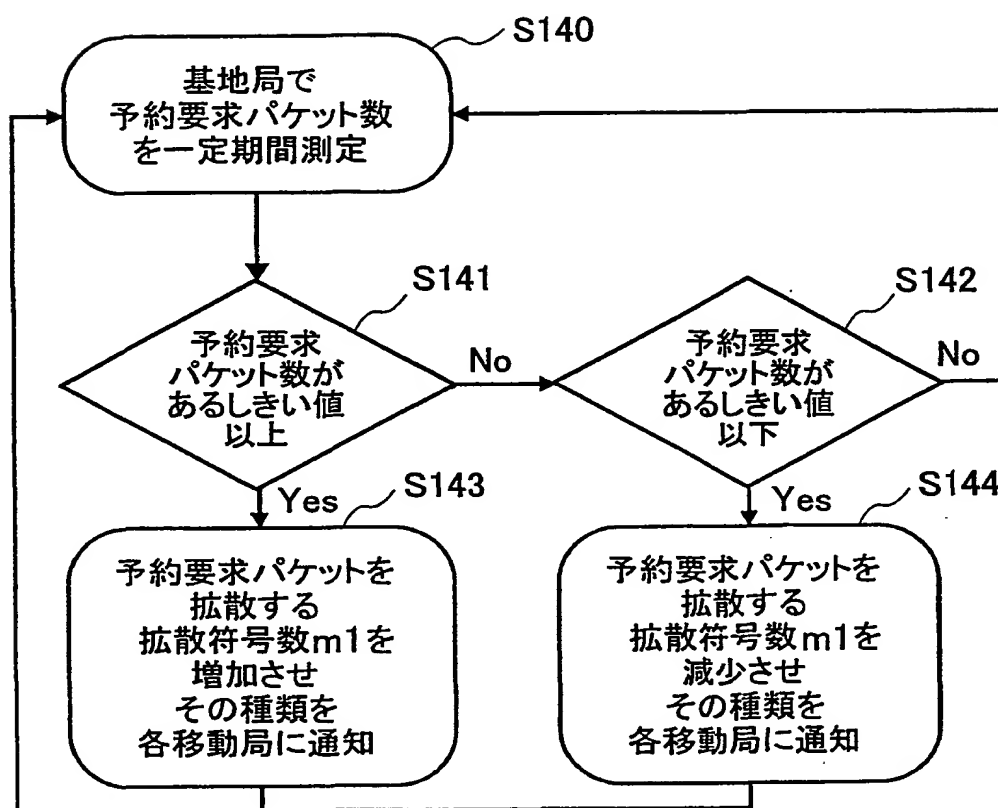 S140
基地局で
予約要求パケット数
を一定期間測定
S141
予約要求
パケット数が
あるしきい値
以上
No
S142
予約要求
パケット数が
あるしきい値
以下
No
Yes
S143
予約要求パケットを
拡散する
拡散符号数m1を
増加させ
その種類を
各移動局に通知
Yes
S144
予約要求パケットを
拡散する
拡散符号数m1を
減少させ
その種類を
各移動局に通知